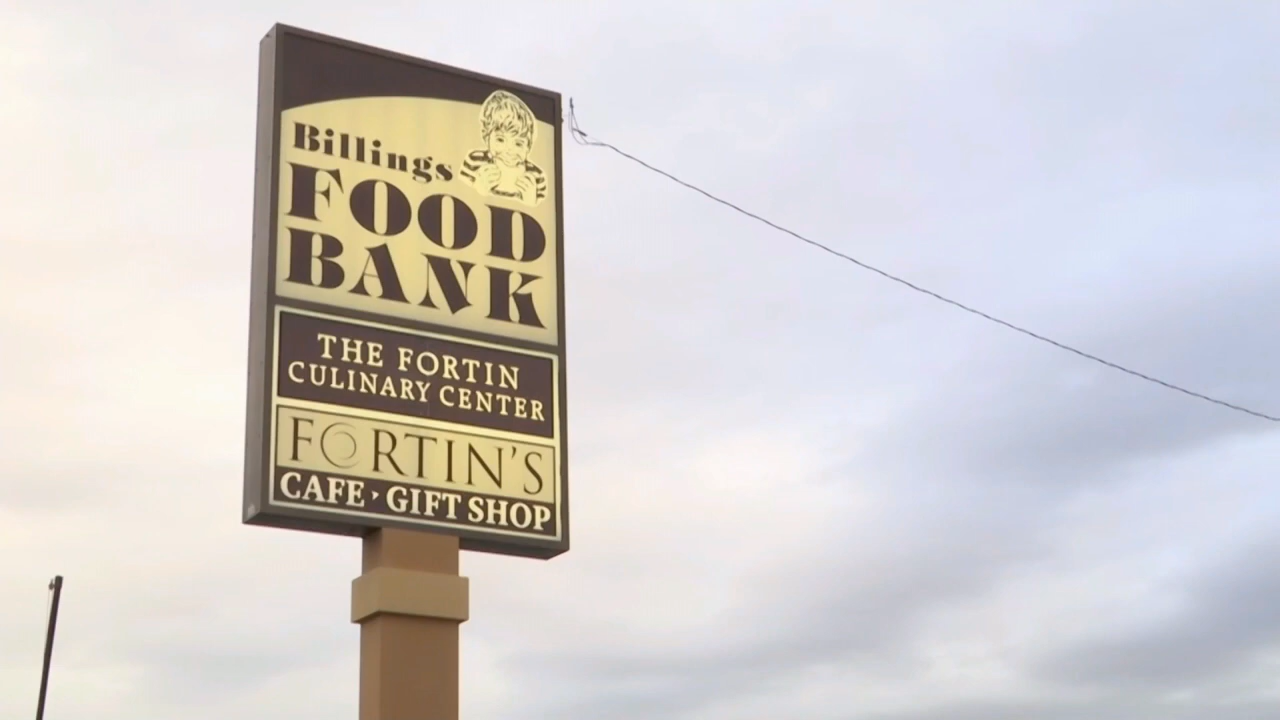 Billings
FOOD
BANK
THE FORTIN
CULINARY CENTER
FORTIN'S
CAFE · GIFT SHOP